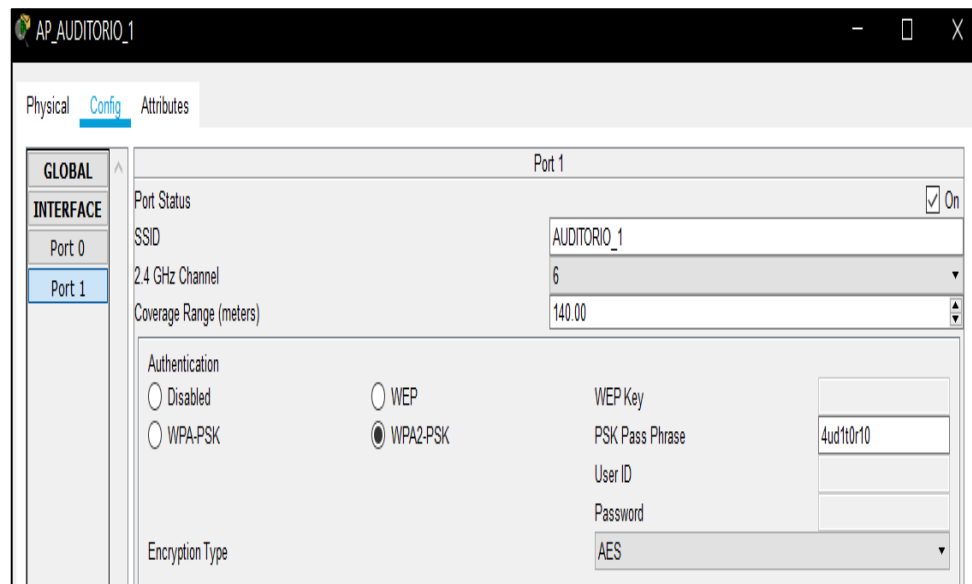 AP_AUDITORIO_1
Physical Config Attributes
GLOBAL
INTERFACE
Port 0
Port 1
Port 1
Port Status On
SSID AUDITORIO_1
2.4 GHz Channel 6
Coverage Range (meters) 140.00
Authentication
Disabled WEP WEP Key
WPA-PSK WPA2-PSK PSK Pass Phrase 4ud1t0r10
User ID
Password
Encryption Type AES